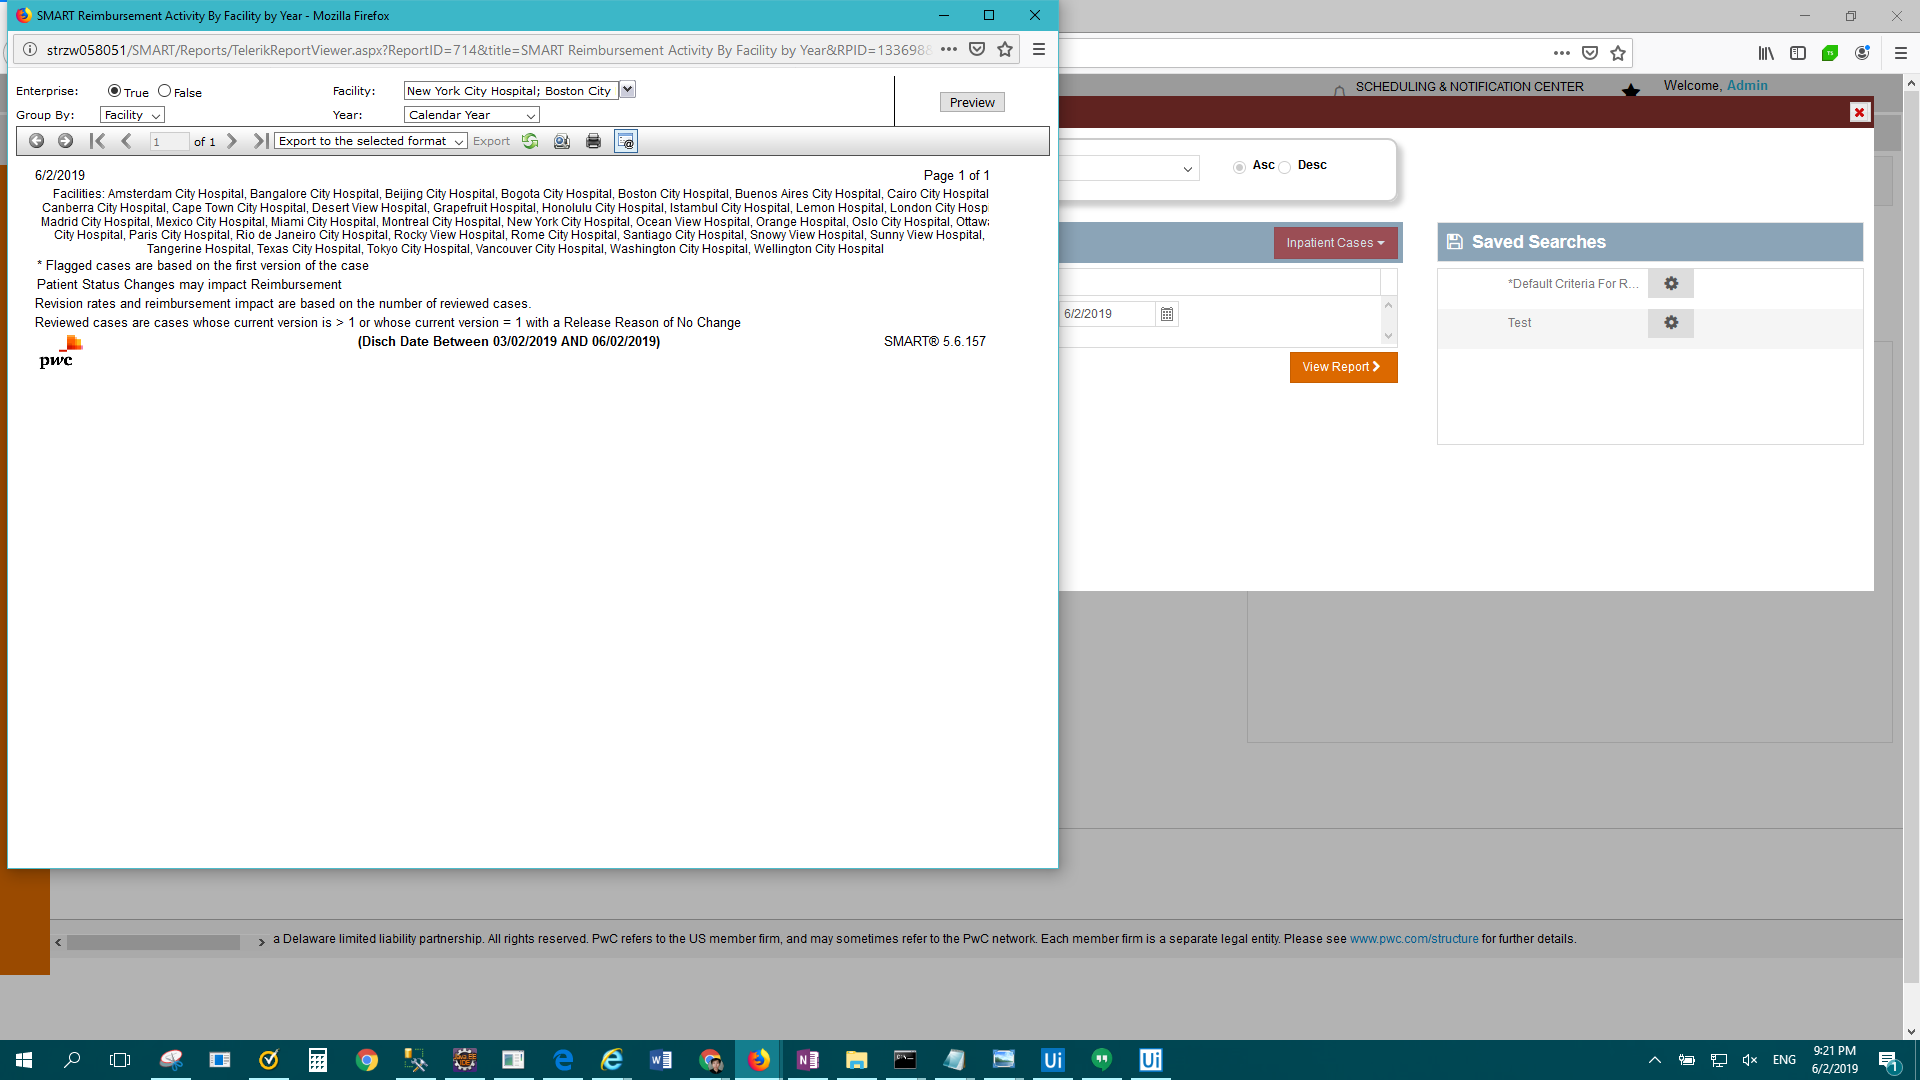 SMART Reimbursement Activity By Facility by Year - Mozilla Firefox
strzw058051/SMART/Reports/TelerikReportViewer.aspx?ReportID=714&title=SMART Reimbursement Activity By Facility by Year&RPID=133698
Enterprise: True False Facility: New York City Hospital; Boston City
Preview
Group By: Facility Year: Calendar Year
1 of 1 Export to the selected format Export
6/2/2019 Page 1 of 1
Facilities: Amsterdam City Hospital, Bangalore City Hospital, Beijing City Hospital, Bogota City Hospital, Boston City Hospital, Buenos Aires City Hospital, Cairo City Hospital
Canberra City Hospital, Cape Town City Hospital, Desert View Hospital, Grapefruit Hospital, Honolulu City Hospital, Istambul City Hospital, Lemon Hospital, London City Hosp
Madrid City Hospital, Mexico City Hospital, Miami City Hospital, Montreal City Hospital, New York City Hospital, Ocean View Hospital, Orange Hospital, Oslo City Hospital, Ottaw
City Hospital, Paris City Hospital, Rio de Janeiro City Hospital, Rocky View Hospital, Rome City Hospital, Santiago City Hospital, Snowy View Hospital, Sunny View Hospital,
Tangerine Hospital, Texas City Hospital, Tokyo City Hospital, Vancouver City Hospital, Washington City Hospital, Wellington City Hospital
* Flagged cases are based on the first version of the case
Patient Status Changes may impact Reimbursement
Revision rates and reimbursement impact are based on the number of reviewed cases.
Reviewed cases are cases whose current version is > 1 or whose current version = 1 with a Release Reason of No Change
(Disch Date Between 03/02/2019 AND 06/02/2019) SMART® 5.6.157
pwc
SCHEDULING & NOTIFICATION CENTER
Welcome, Admin
Asc Desc
Inpatient Cases
Saved Searches
*Default Criteria For R...
6/2/2019
Test
View Report
a Delaware limited liability partnership. All rights reserved. PwC refers to the US member firm, and may sometimes refer to the PwC network. Each member firm is a separate legal entity. Please see www.pwc.com/structure for further details.
ENG
9:21 PM
6/2/2019
1